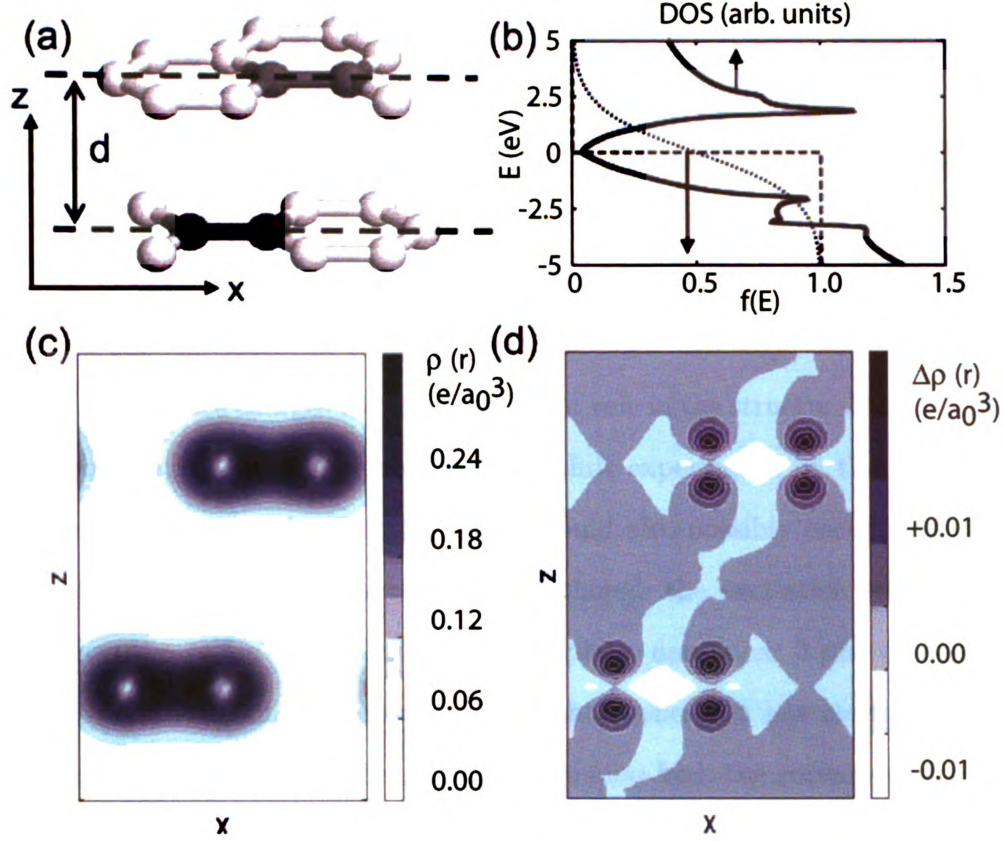 (a)
z
d
x
(b)
DOS (arb. units)
E (eV)
5
2.5
0
-2.5
-5
0
0.5
1.0
1.5
f(E)
(c)
ρ (r)
(e/a₀³)
0.24
0.18
0.12
0.06
0.00
z
x
(d)
Δρ (r)
(e/a₀³)
+0.01
0.00
-0.01
z
x